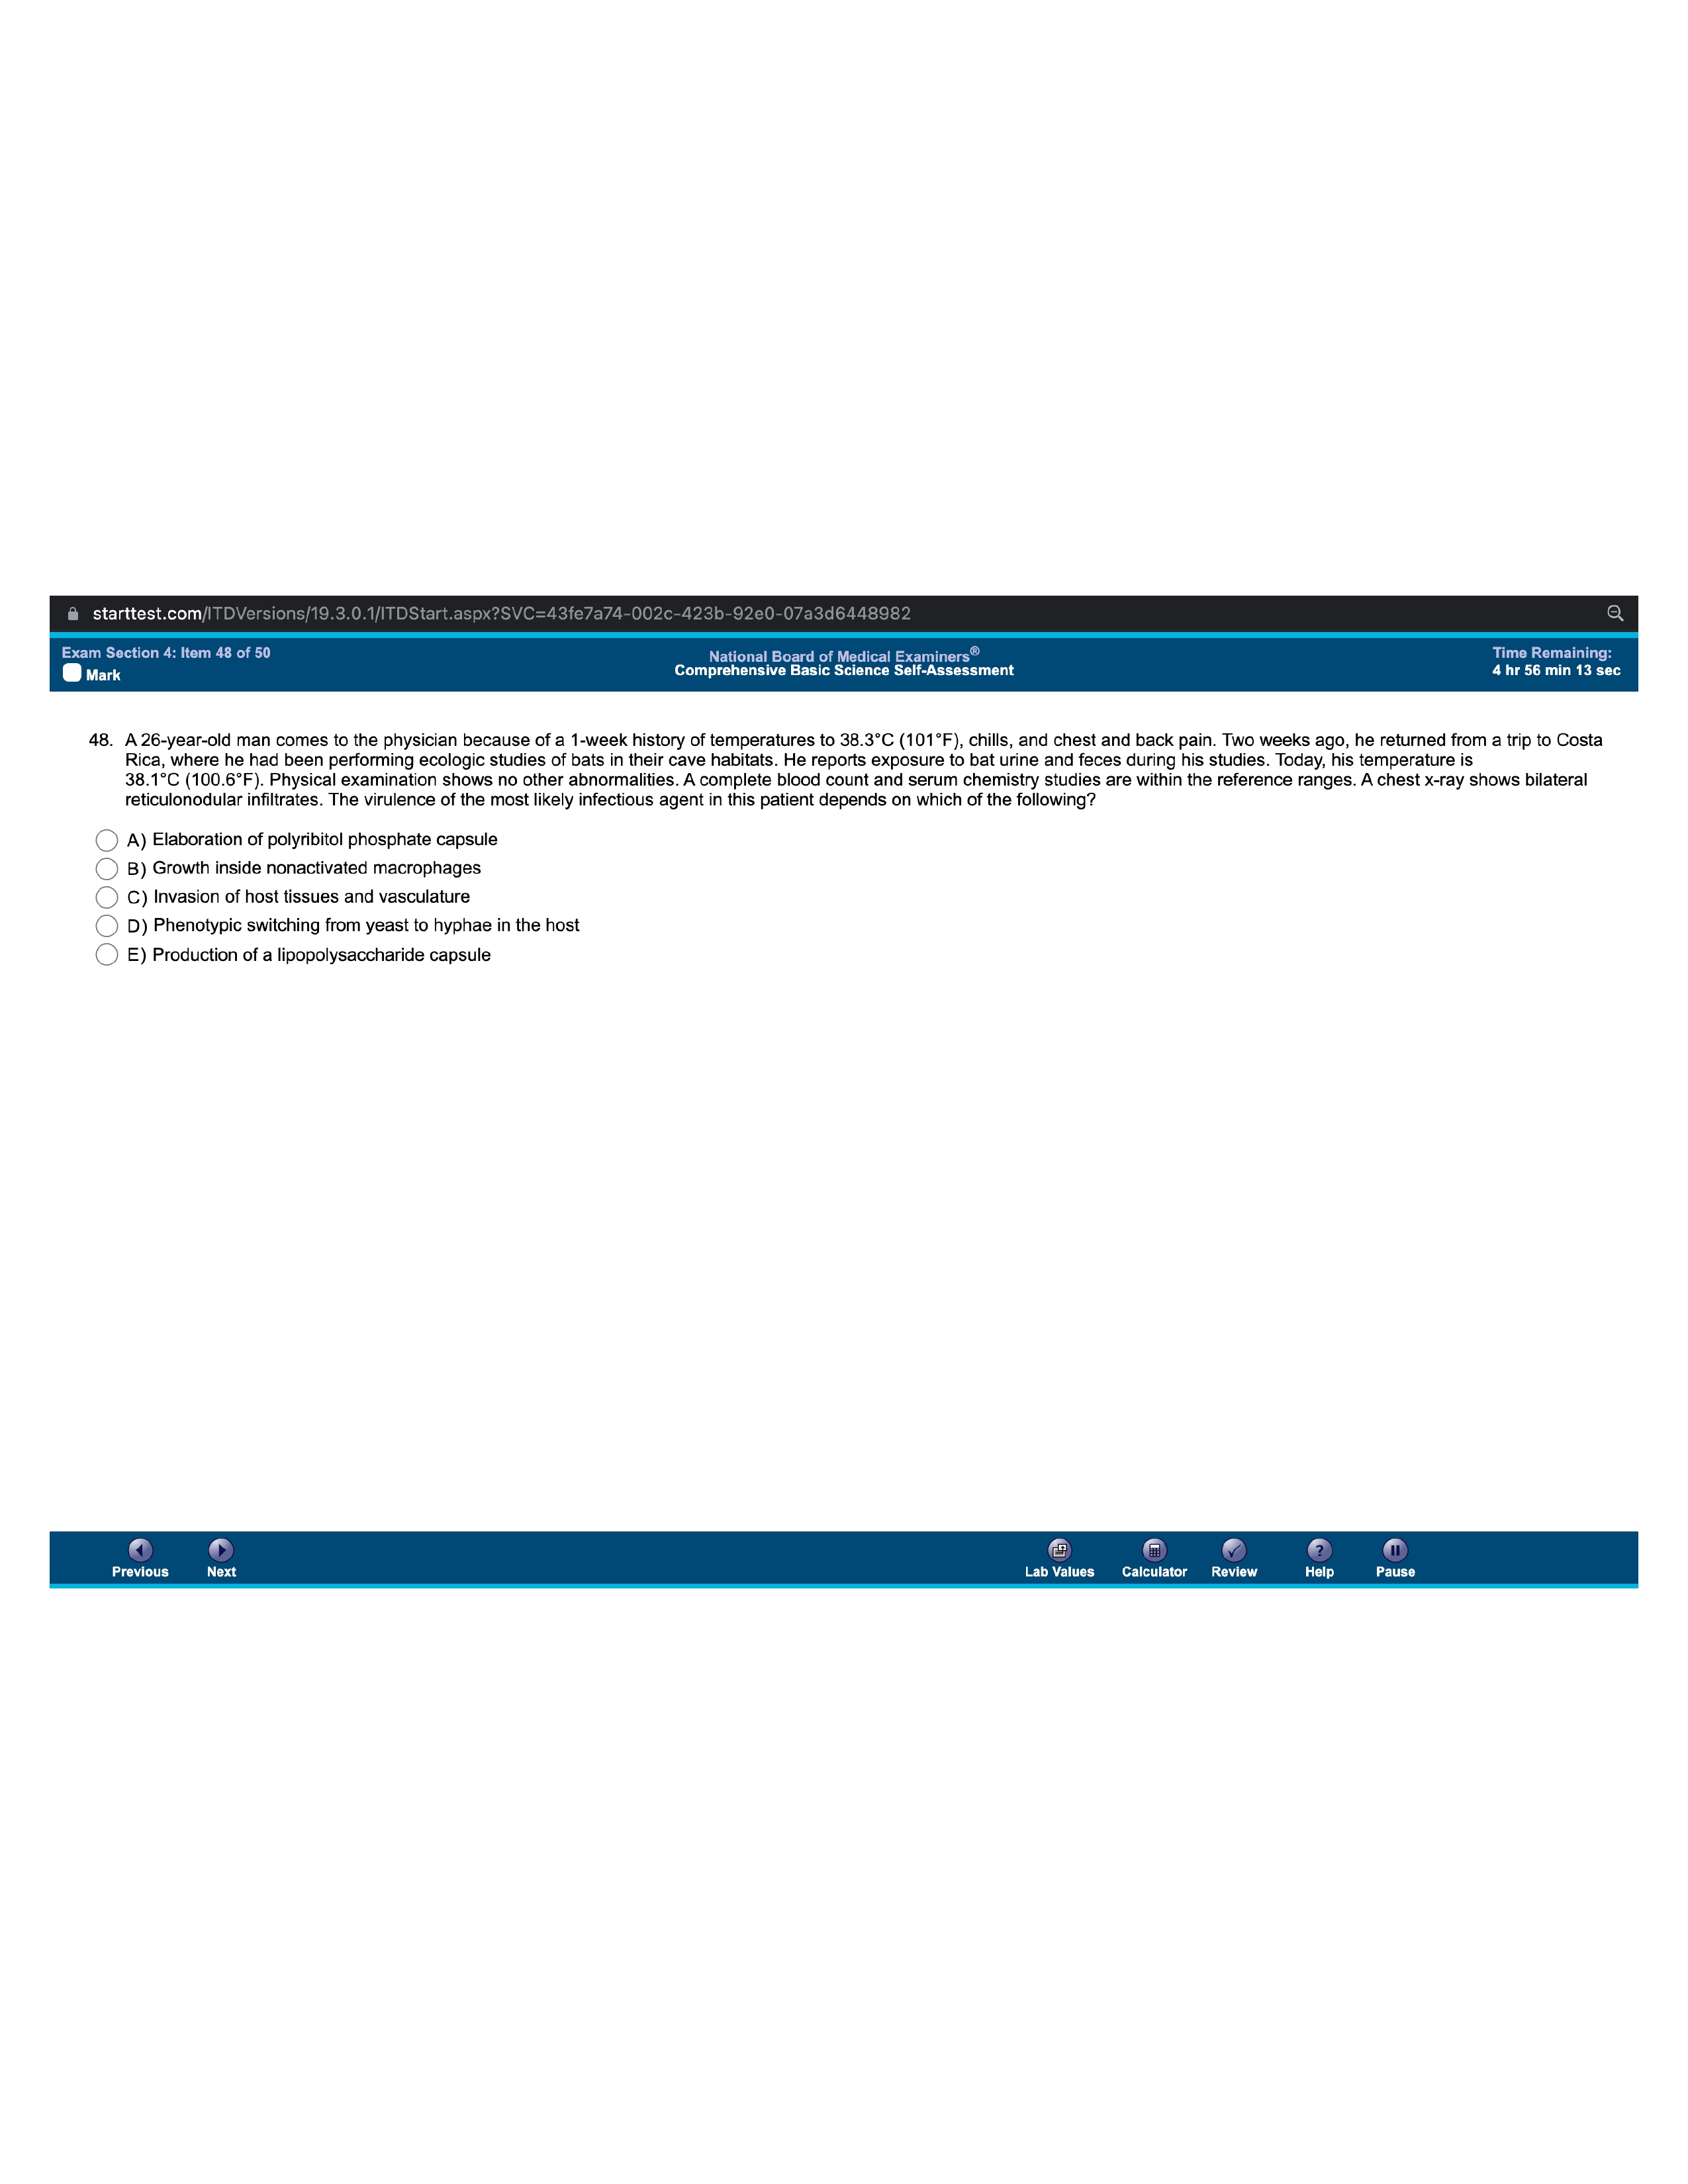 starttest.com/ITDVersions/19.3.0.1/ITDStart.aspx?SVC=43fe7a74-002c-423b-92e0-07a3d6448982
Exam Section 4: Item 48 of 50
Mark
National Board of Medical Examiners®
Comprehensive Basic Science Self-Assessment
Time Remaining:
4 hr 56 min 13 sec
48. A 26-year-old man comes to the physician because of a 1-week history of temperatures to 38.3°C (101°F), chills, and chest and back pain. Two weeks ago, he returned from a trip to Costa
Rica, where he had been performing ecologic studies of bats in their cave habitats. He reports exposure to bat urine and feces during his studies. Today, his temperature is
38.1°C (100.6°F). Physical examination shows no other abnormalities. A complete blood count and serum chemistry studies are within the reference ranges. A chest x-ray shows bilateral
reticulonodular infiltrates. The virulence of the most likely infectious agent in this patient depends on which of the following?
A) Elaboration of polyribitol phosphate capsule
B) Growth inside nonactivated macrophages
C) Invasion of host tissues and vasculature
D) Phenotypic switching from yeast to hyphae in the host
E) Production of a lipopolysaccharide capsule
Previous
Next
Lab Values
Calculator
Review
Help
Pause